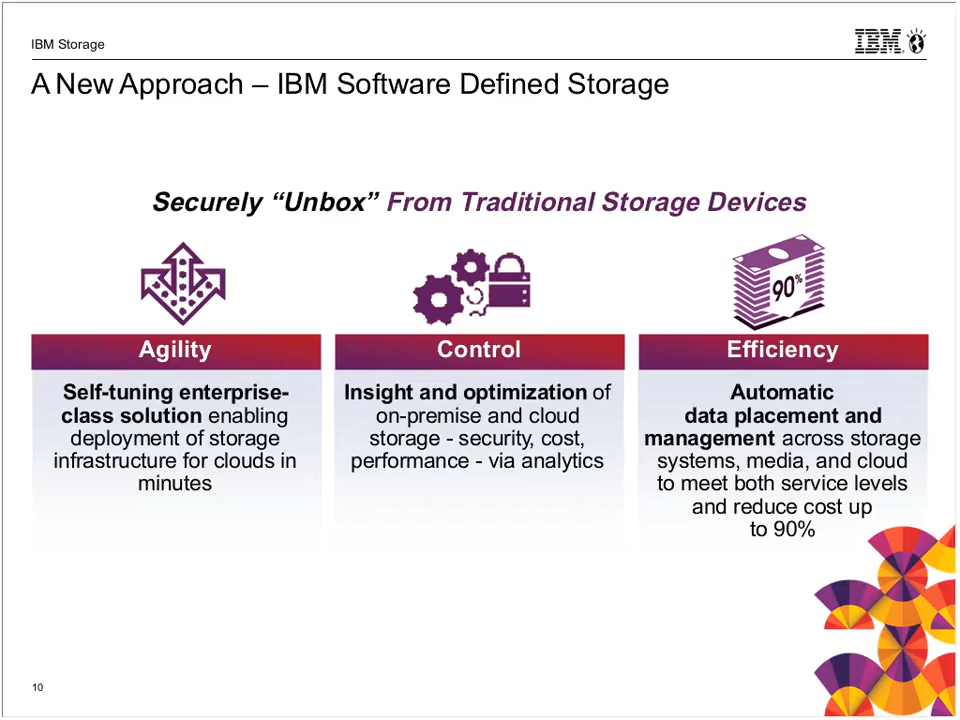 IBM Storage
IBM
A New Approach – IBM Software Defined Storage
Securely “Unbox” From Traditional Storage Devices
90%
Agility
Self-tuning enterprise-
class solution enabling
deployment of storage
infrastructure for clouds in
minutes
Control
Insight and optimization of
on-premise and cloud
storage - security, cost,
performance - via analytics
Efficiency
Automatic
data placement and
management across storage
systems, media, and cloud
to meet both service levels
and reduce cost up
to 90%
10